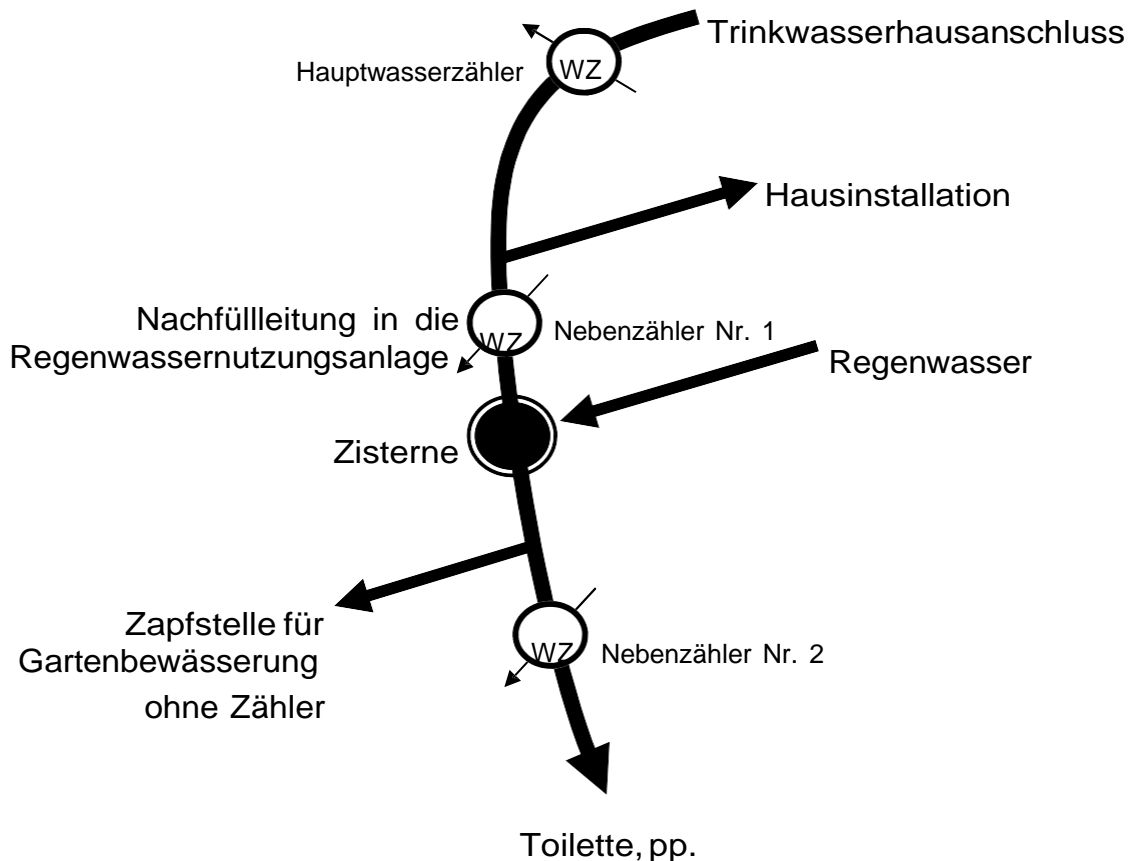 Trinkwasserhausanschluss
Hauptwasserzähler
WZ
Hausinstallation
Nachfüllleitung in die
Regenwassernutzungsanlage
WZ
Nebenzähler Nr. 1
Regenwasser
Zisterne
Zapfstelle für
Gartenbewässerung
ohne Zähler
WZ
Nebenzähler Nr. 2
Toilette, pp.